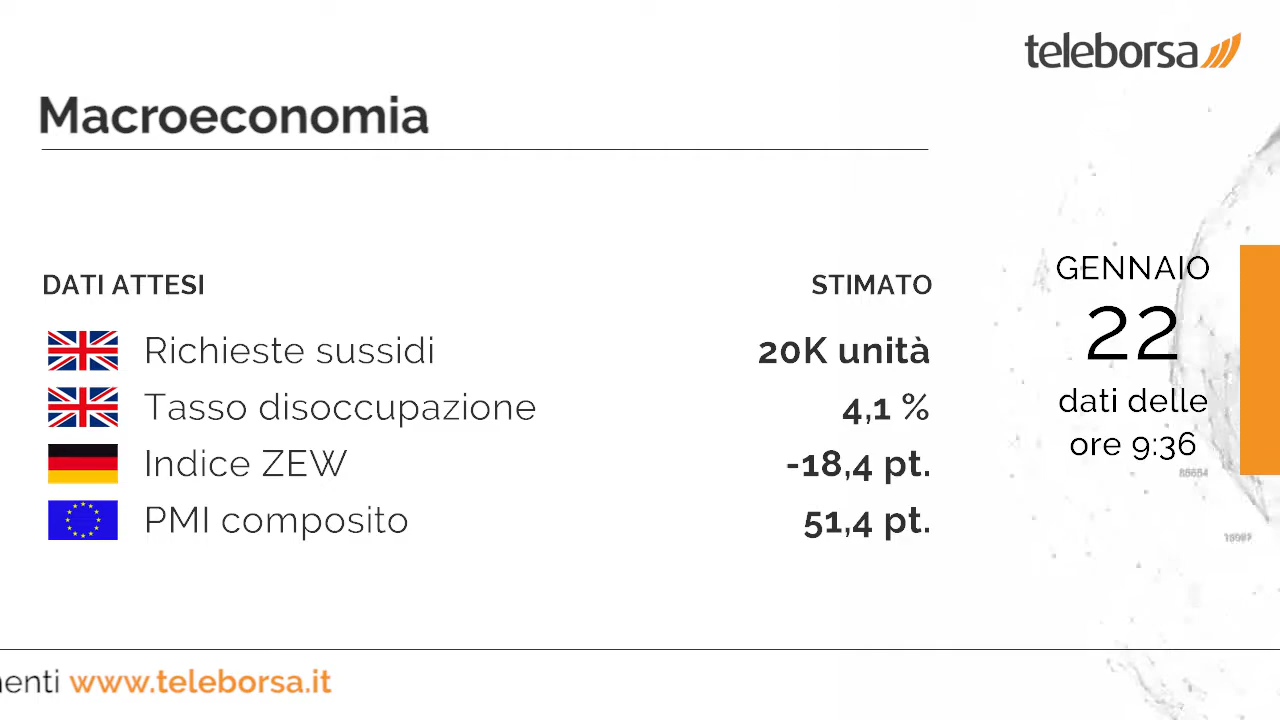 teleborsa
Macroeconomia
DATI ATTESI STIMATO
Richieste sussidi 20K unità
Tasso disoccupazione 4,1 %
Indice ZEW -18,4 pt.
PMI composito 51,4 pt.
GENNAIO
22
dati delle
ore 9:36
www.teleborsa.it